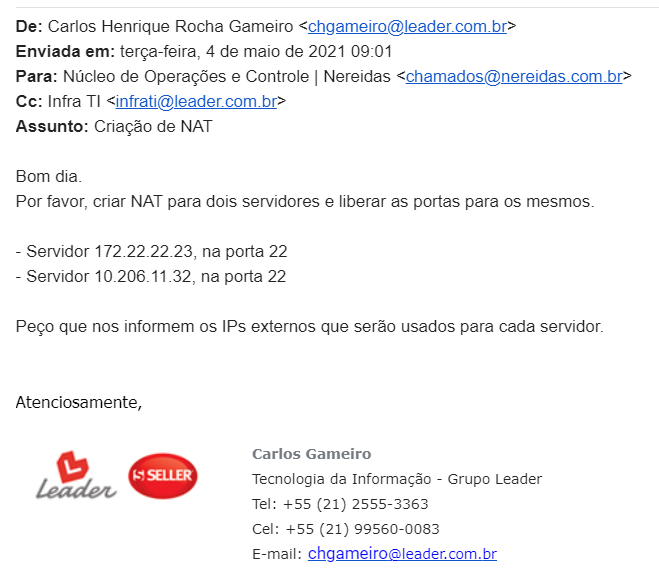 De: Carlos Henrique Rocha Gameiro <chgameiro@leader.com.br>
Enviada em: terça-feira, 4 de maio de 2021 09:01
Para: Núcleo de Operações e Controle | Nereidas <chamados@nereidas.com.br>
Cc: Infra TI <infrati@leader.com.br>
Assunto: Criação de NAT
Bom dia.
Por favor, criar NAT para dois servidores e liberar as portas para os mesmos.
- Servidor 172.22.22.23, na porta 22
- Servidor 10.206.11.32, na porta 22
Peço que nos informem os IPs externos que serão usados para cada servidor.
Atenciosamente,
Leader
SELLER
Carlos Gameiro
Tecnologia da Informação - Grupo Leader
Tel: +55 (21) 2555-3363
Cel: +55 (21) 99560-0083
E-mail: chgameiro@leader.com.br